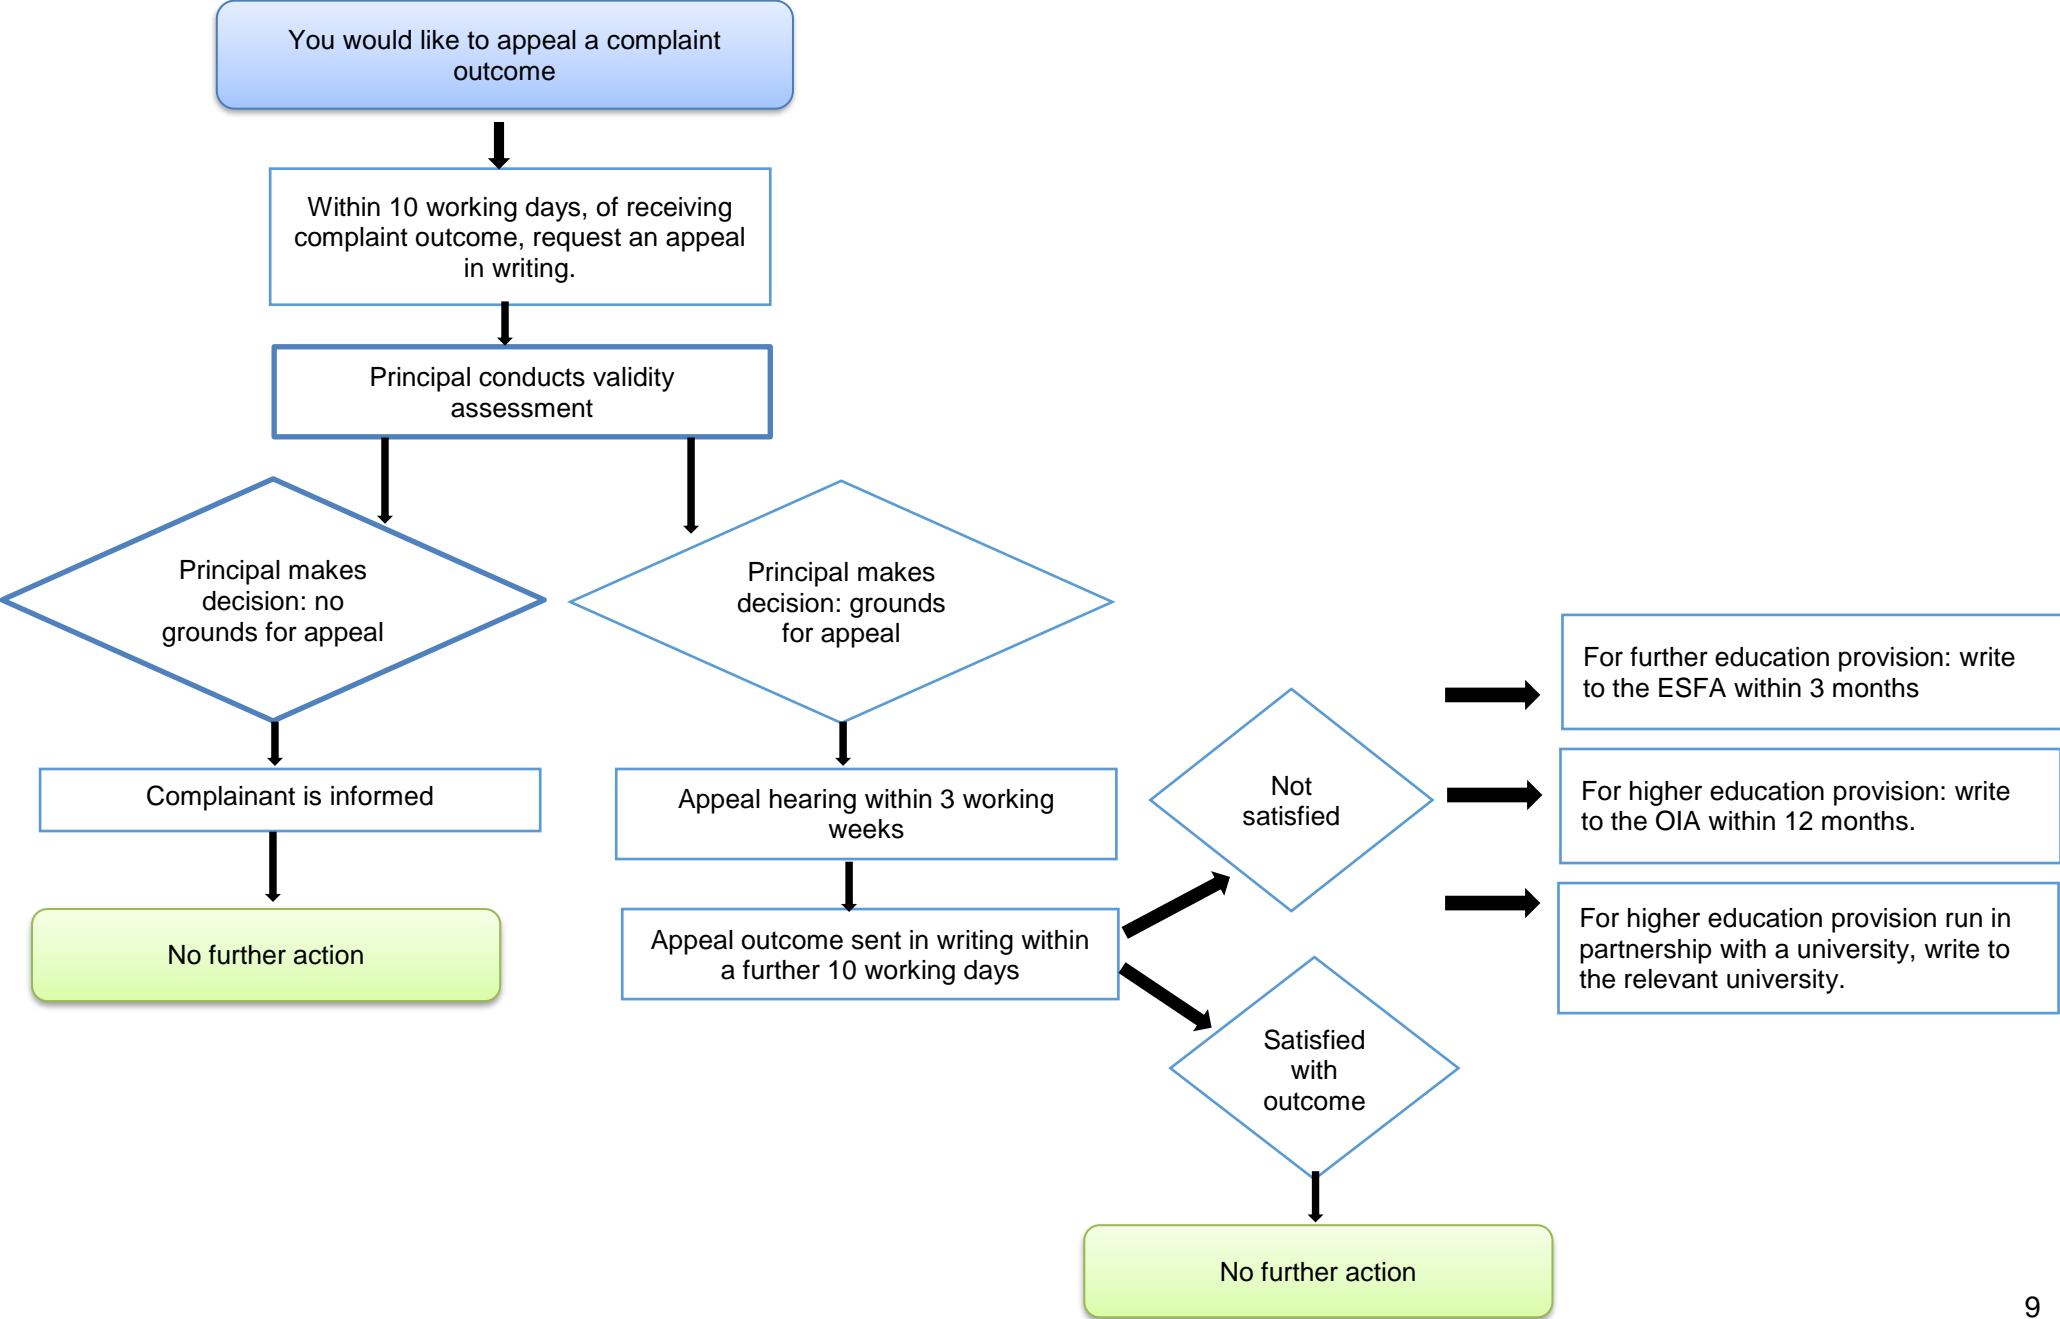 You would like to appeal a complaint
outcome
Within 10 working days, of receiving
complaint outcome, request an appeal
in writing.
Principal conducts validity
assessment
Principal makes
decision: no
grounds for appeal
Principal makes
decision: grounds
for appeal
Complainant is informed
No further action
Appeal hearing within 3 working
weeks
Appeal outcome sent in writing within
a further 10 working days
Not
satisfied
For further education provision: write
to the ESFA within 3 months
For higher education provision: write
to the OIA within 12 months.
For higher education provision run in
partnership with a university, write to
the relevant university.
Satisfied
with
outcome
No further action
9